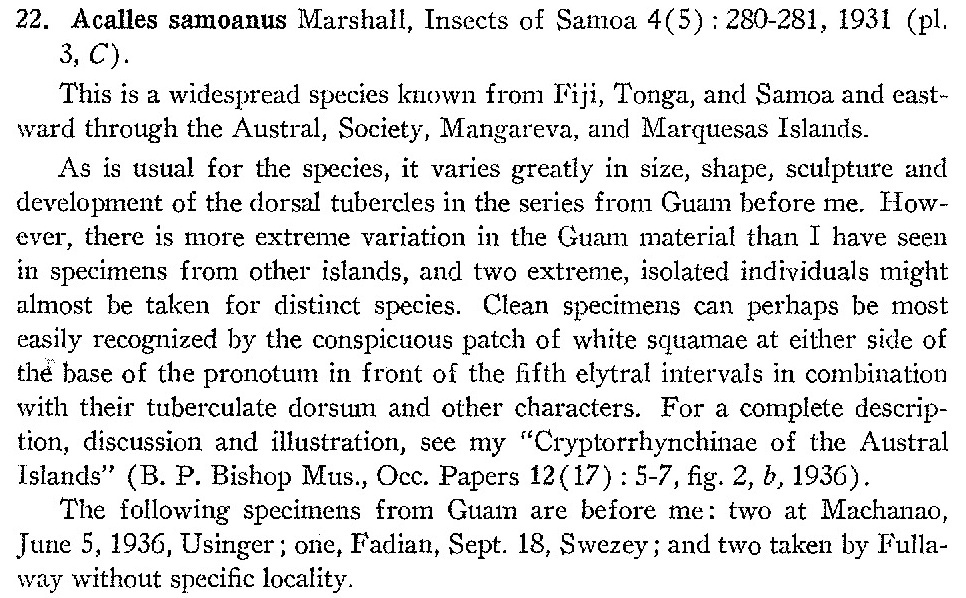 22. Acalles samoanus Marshall, Insects of Samoa 4(5) : 280-281, 1931 (pl.
3, C).
This is a widespread species known from Fiji, Tonga, and Samoa and east-
ward through the Austral, Society, Mangareva, and Marquesas Islands.
As is usual for the species, it varies greatly in size, shape, sculpture and
development of the dorsal tubercles in the series from Guam before me. How-
ever, there is more extreme variation in the Guam material than I have seen
in specimens from other islands, and two extreme, isolated individuals might
almost be taken for distinct species. Clean specimens can perhaps be most
easily recognized by the conspicuous patch of white squamae at either side of
the base of the pronotum in front of the fifth elytral intervals in combination
with their tuberculate dorsum and other characters. For a complete descrip-
tion, discussion and illustration, see my “Cryptorrhynchinae of the Austral
Islands” (B. P. Bishop Mus., Occ. Papers 12(17) : 5-7, fig. 2, b, 1936).
The following specimens from Guam are before me: two at Machanao,
June 5, 1936, Usinger; one, Fadian, Sept. 18, Swezey; and two taken by Fulla-
way without specific locality.